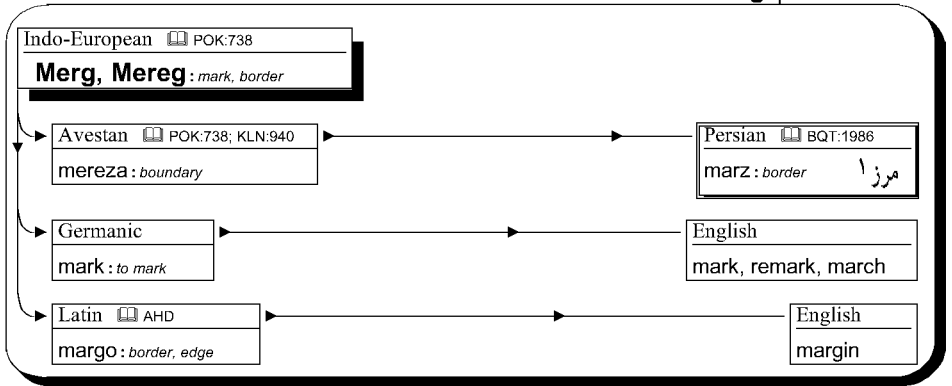 Indo-European 🕮 POK:738
Merg, Mereg : mark, border
Avestan 🕮 POK:738; KLN:940
mereza : boundary
Persian 🕮 BQT:1986
marz : border مرز ۱
Germanic
mark : to mark
English
mark, remark, march
Latin 🕮 AHD
margo : border, edge
English
margin